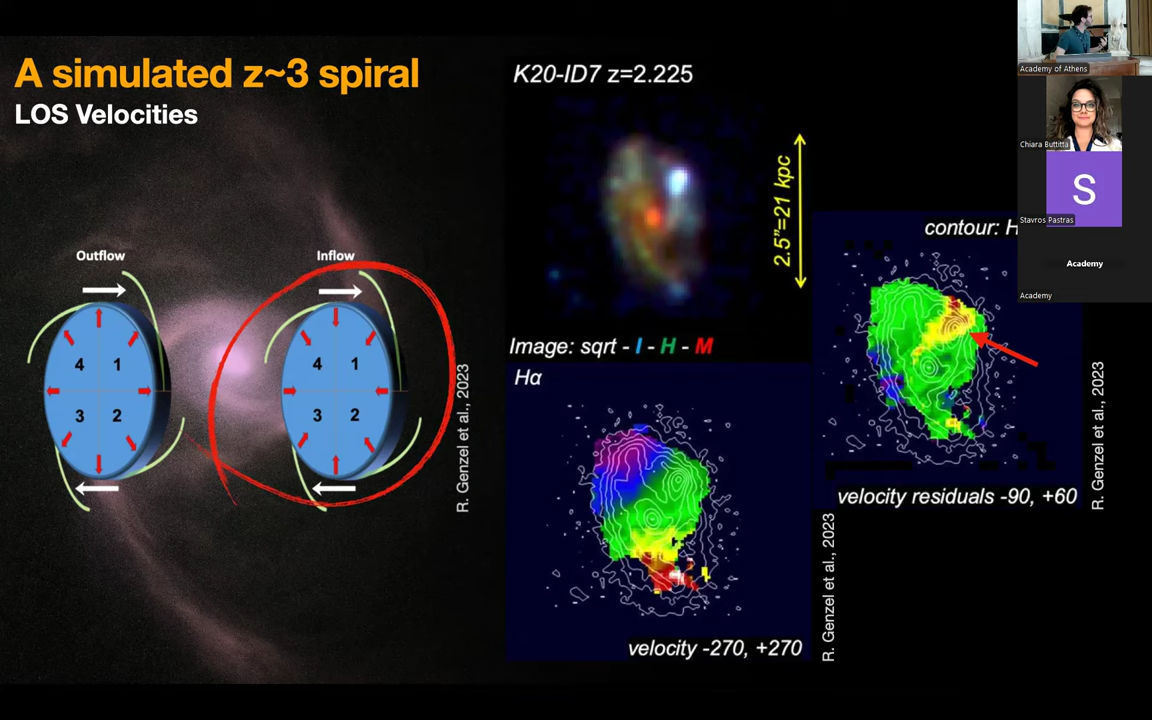 A simulated z~3 spiral
LOS Velocities
Outflow
Inflow
4 1
3 2
4 1
3 2
R. Genzel et al., 2023
K20-ID7 z=2.225
2.5"=21 kpc
Image: sqrt - I - H - M
Hα
velocity -270, +270
R. Genzel et al., 2023
contour: H
velocity residuals -90, +60
R. Genzel et al., 2023
Academy of Athens
Chiara Buttitta
S
Stavros Pastras
Academy
Academy